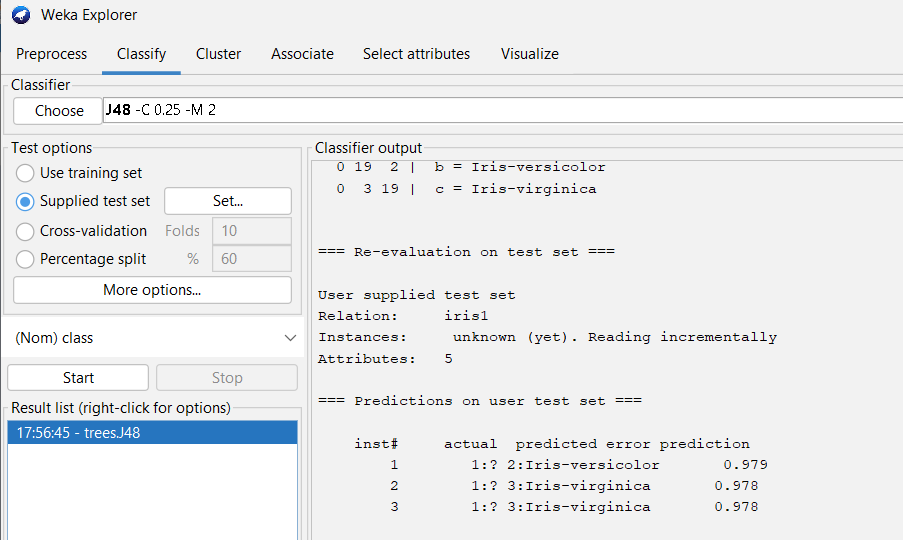 Weka Explorer
Preprocess Classify Cluster Associate Select attributes Visualize
Classifier
Choose J48 -C 0.25 -M 2
Test options
Use training set
Supplied test set Set...
Cross-validation Folds 10
Percentage split % 60
More options...
(Nom) class
Start Stop
Result list (right-click for options)
17:56:45 - trees.J48
Classifier output
0 19 2 | b = Iris-versicolor
0 3 19 | c = Iris-virginica
=== Re-evaluation on test set ===
User supplied test set
Relation: iris1
Instances: unknown (yet). Reading incrementally
Attributes: 5
=== Predictions on user test set ===
inst# actual predicted error prediction
1 1:? 2:Iris-versicolor 0.979
2 1:? 3:Iris-virginica 0.978
3 1:? 3:Iris-virginica 0.978